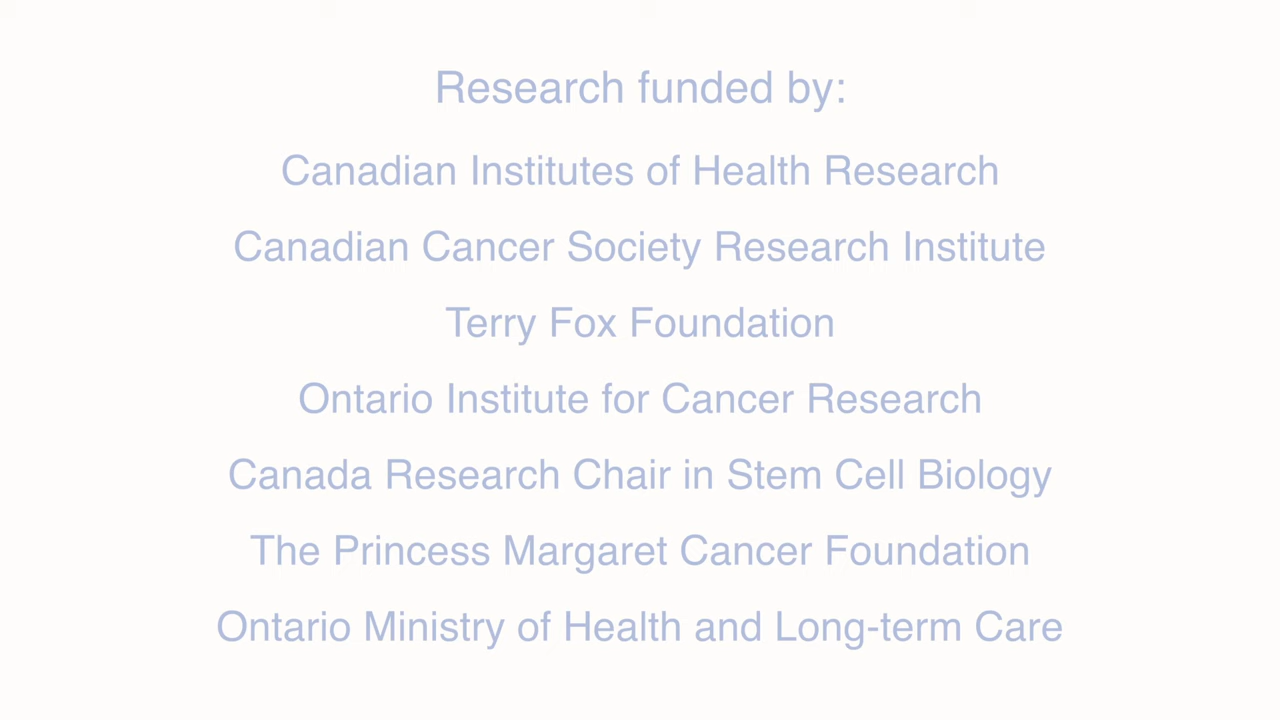 Research funded by:
Canadian Institutes of Health Research
Canadian Cancer Society Research Institute
Terry Fox Foundation
Ontario Institute for Cancer Research
Canada Research Chair in Stem Cell Biology
The Princess Margaret Cancer Foundation
Ontario Ministry of Health and Long-term Care